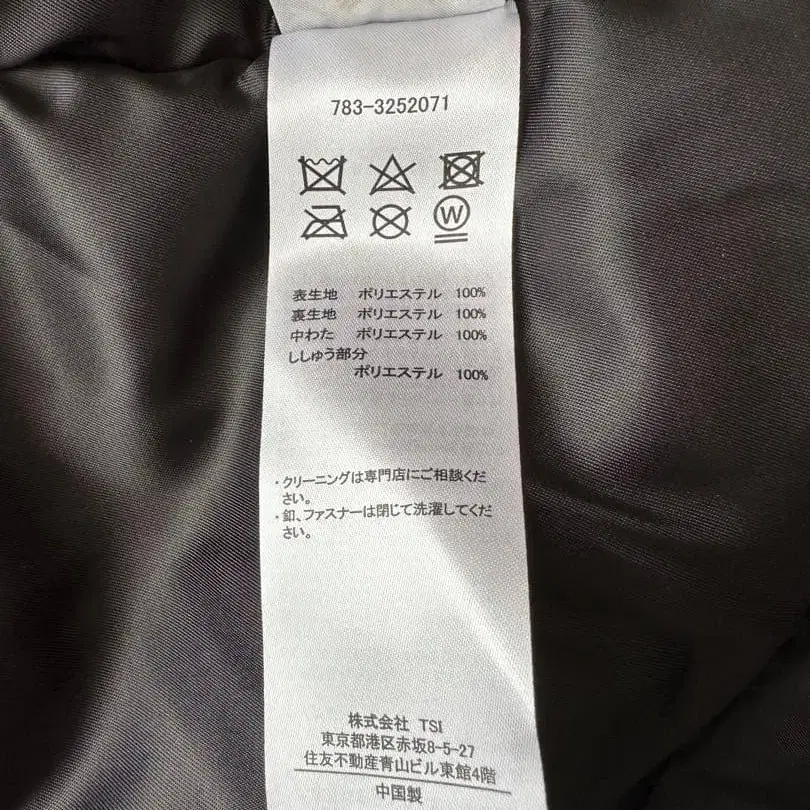 783-3252071
W
表生地 ポリエステル 100%
裏生地 ポリエステル 100%
中わた ポリエステル 100%
ししゅう部分
ポリエステル 100%
・クリーニングは専門店にご相談くだ
さい。
・釦、ファスナーは閉じて洗濯してくだ
さい。
株式会社 TSI
東京都港区赤坂8-5-27
住友不動産青山ビル東館4階
中国製